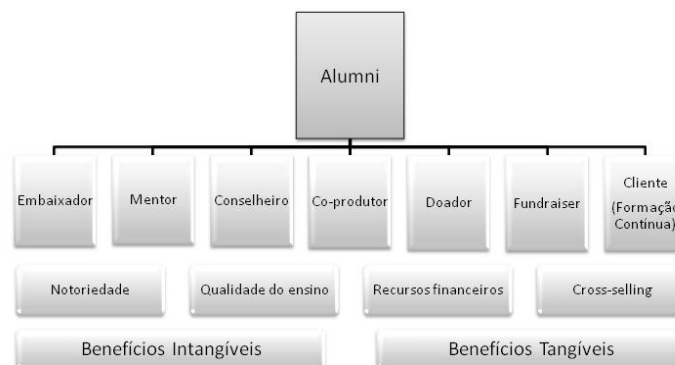 Alumni
Embaixador
Mentor
Conselheiro
Co-produtor
Doador
Fundraiser
Cliente
(Formação
Contínua)
Notoriedade
Qualidade do ensino
Recursos financeiros
Cross-selling
Benefícios Intangíveis
Benefícios Tangíveis